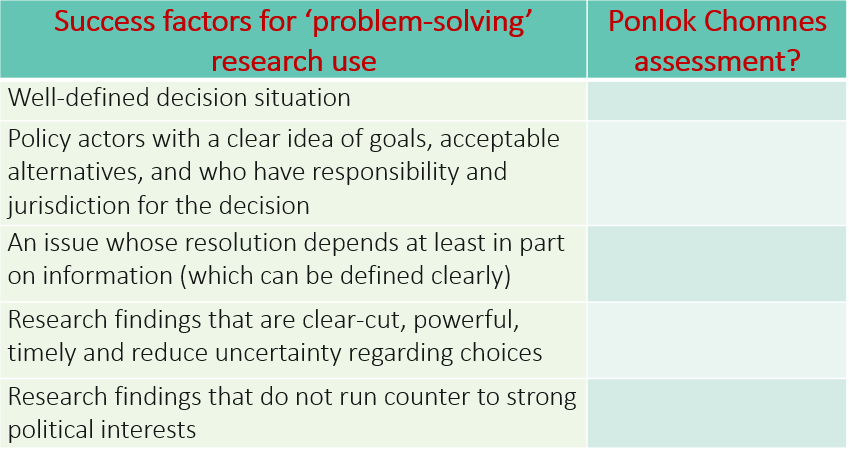 Success factors for ‘problem-solving’
research use
Ponlok Chomnes
assessment?
Well-defined decision situation
Policy actors with a clear idea of goals, acceptable
alternatives, and who have responsibility and
jurisdiction for the decision
An issue whose resolution depends at least in part
on information (which can be defined clearly)
Research findings that are clear-cut, powerful,
timely and reduce uncertainty regarding choices
Research findings that do not run counter to strong
political interests